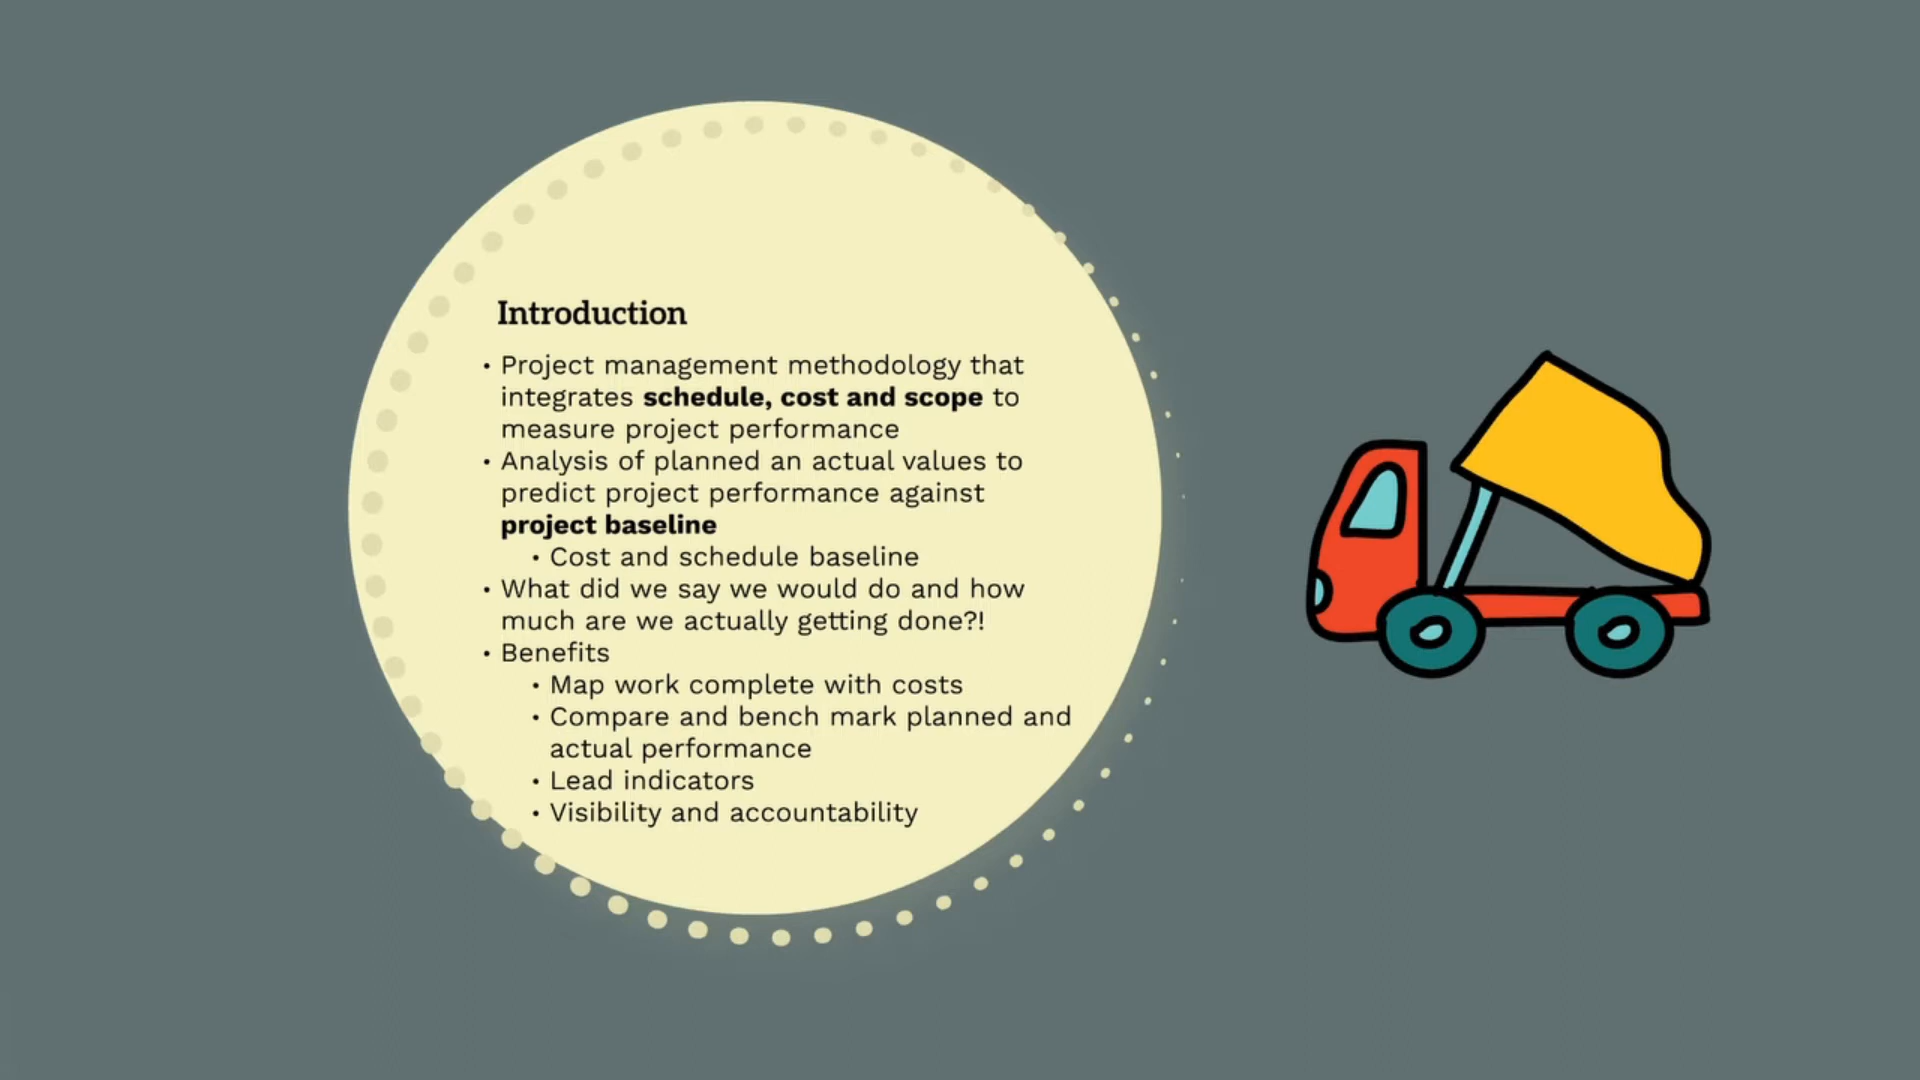 Introduction
• Project management methodology that
integrates schedule, cost and scope to
measure project performance
• Analysis of planned an actual values to
predict project performance against
project baseline
• Cost and schedule baseline
• What did we say we would do and how
much are we actually getting done?!
• Benefits
• Map work complete with costs
• Compare and bench mark planned and
actual performance
• Lead indicators
• Visibility and accountability